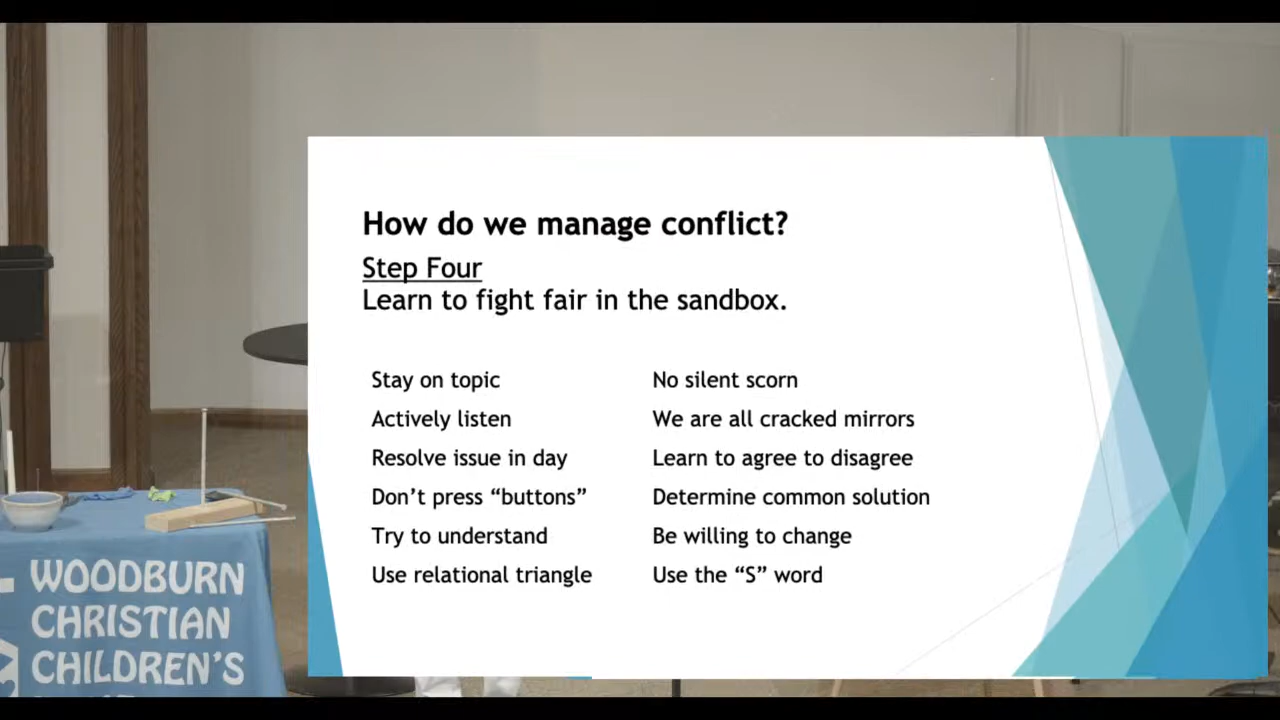 How do we manage conflict?
Step Four
Learn to fight fair in the sandbox.
Stay on topic
Actively listen
Resolve issue in day
Don’t press “buttons”
Try to understand
Use relational triangle
No silent scorn
We are all cracked mirrors
Learn to agree to disagree
Determine common solution
Be willing to change
Use the “S” word
WOODBURN
CHRISTIAN
CHILDREN’S